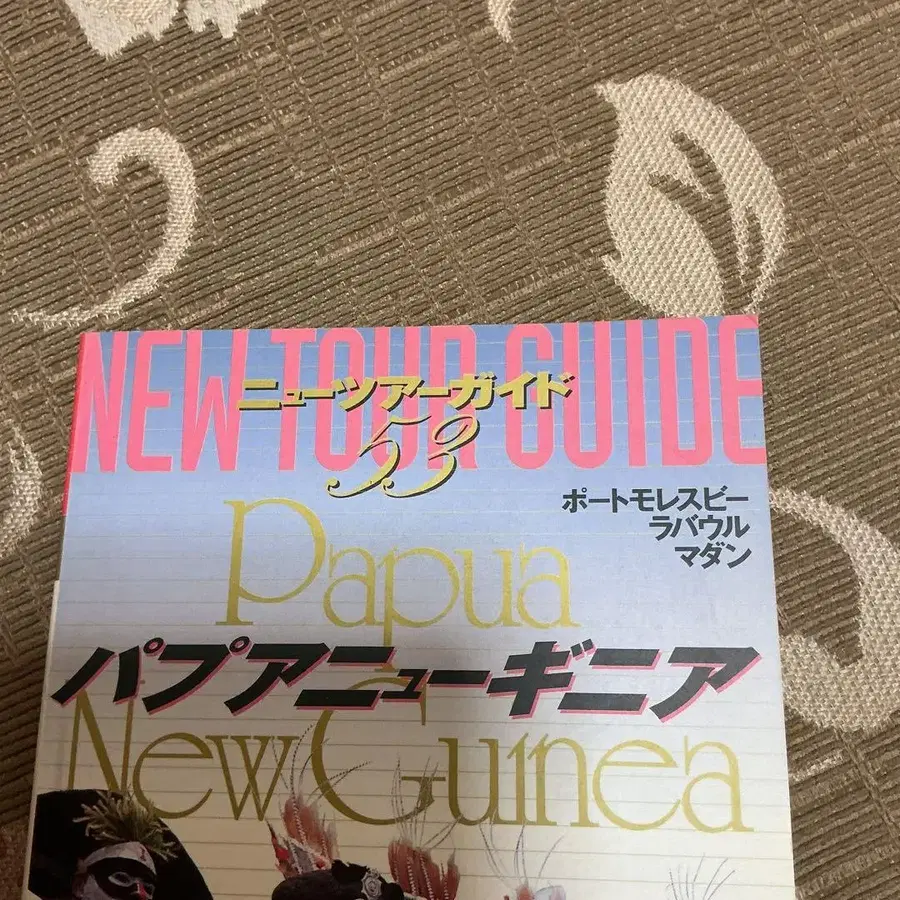 NEW TOUR GUIDE
ニューツアーガイド
53
ポートモレスビー
ラバウル
マダン
Papua
パプアニューギニア
New Guinea